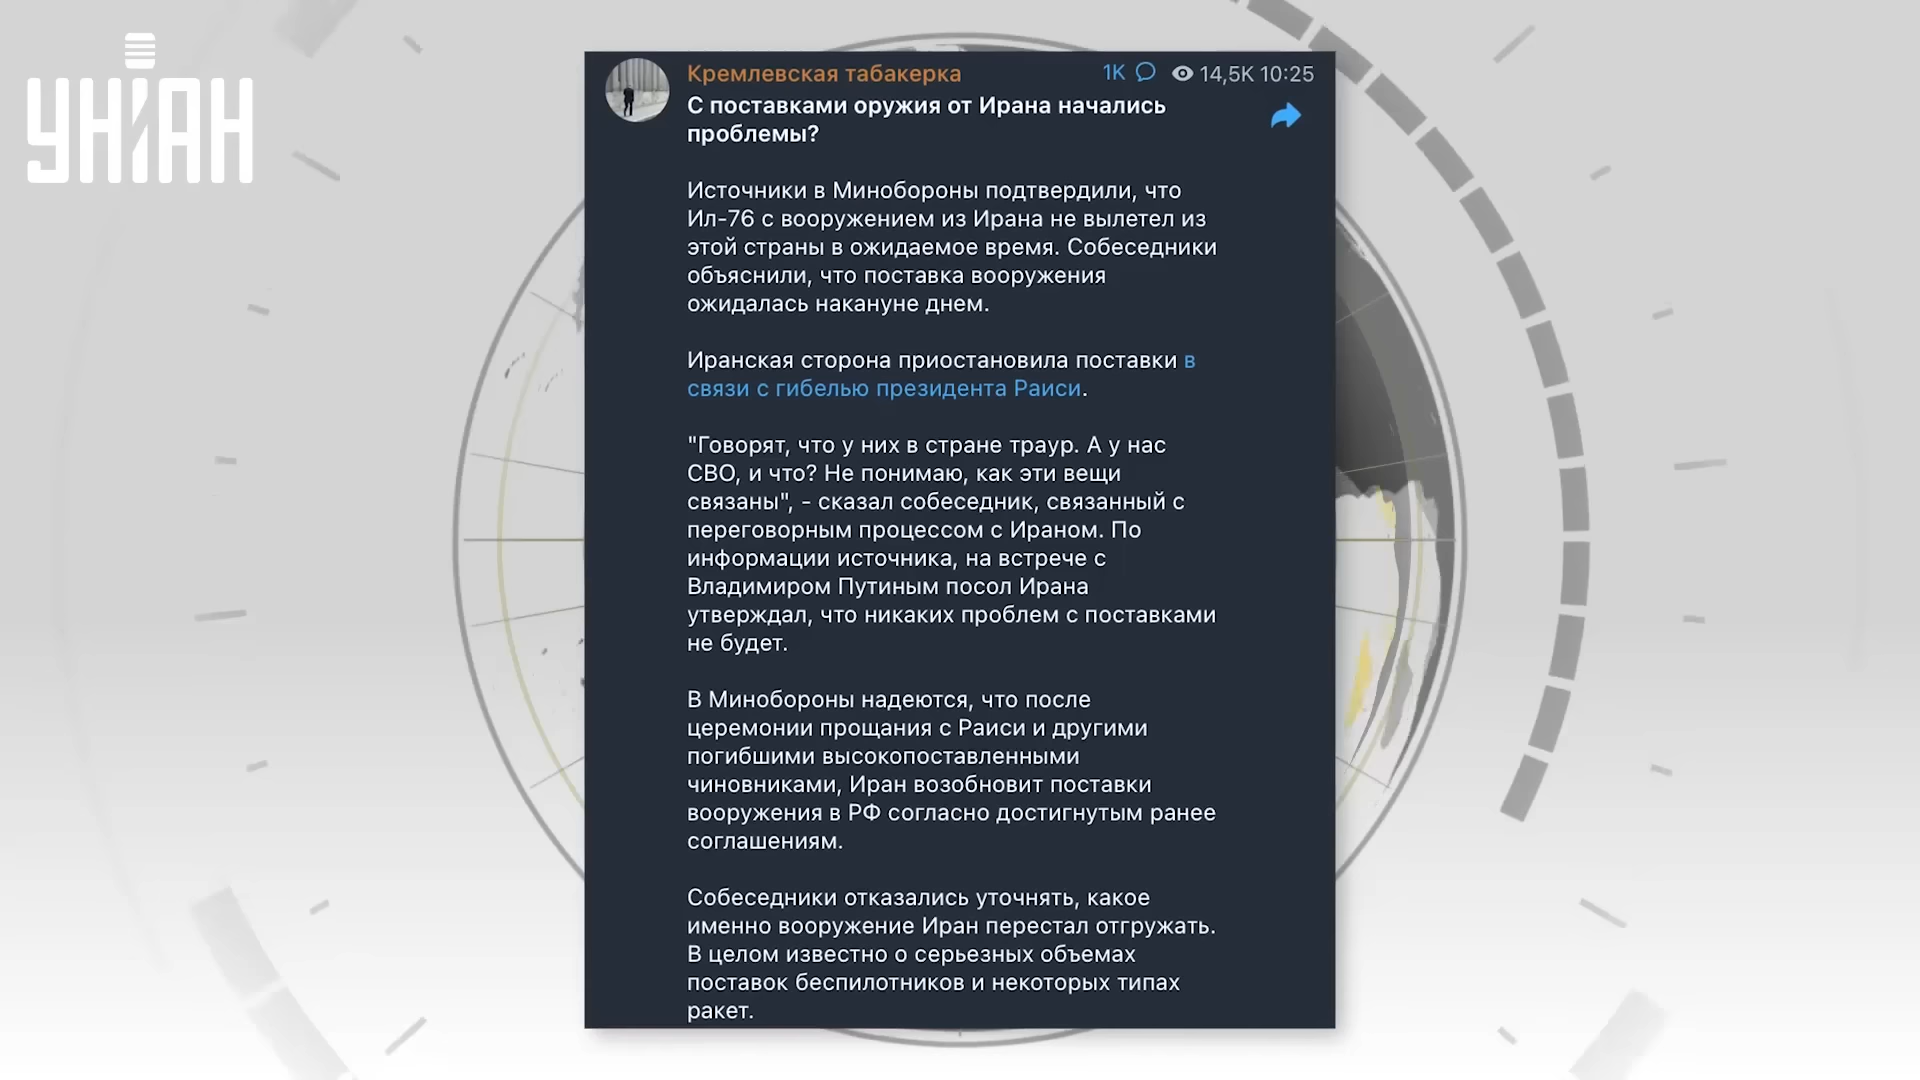 УНІАН
Кремлевская табакерка
1K 14,5K 10:25
С поставками оружия от Ирана начались
проблемы?
Источники в Минобороны подтвердили, что
Ил-76 с вооружением из Ирана не вылетел из
этой страны в ожидаемое время. Собеседники
объяснили, что поставка вооружения
ожидалась накануне днем.
Иранская сторона приостановила поставки в
связи с гибелью президента Раиси.
"Говорят, что у них в стране траур. А у нас
СВО, и что? Не понимаю, как эти вещи
связаны", - сказал собеседник, связанный с
переговорным процессом с Ираном. По
информации источника, на встрече с
Владимиром Путиным посол Ирана
утверждал, что никаких проблем с поставками
не будет.
В Минобороны надеются, что после
церемонии прощания с Раиси и другими
погибшими высокопоставленными
чиновниками, Иран возобновит поставки
вооружения в РФ согласно достигнутым ранее
соглашениям.
Собеседники отказались уточнять, какое
именно вооружение Иран перестал отгружать.
В целом известно о серьезных объемах
поставок беспилотников и некоторых типах
ракет.